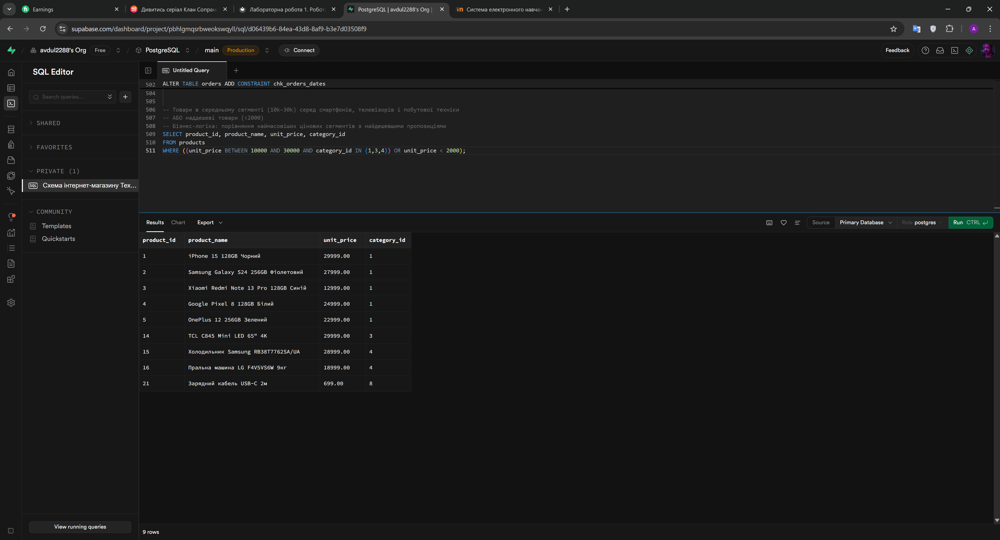 Earnings
Дивитись серіал Клан Сопран
Лабораторна робота 1. Робот
PostgreSQL | avdul2288's Org |
Система електронного навчан
supabase.com/dashboard/project/pbhlgmqsrbweokswqyll/sql/d06439b6-84ea-43d8-8af9-b3e7d03508f9
A
avdul2288's Org Free / PostgreSQL / main Production Connect
Feedback
SQL Editor
Search queries...
SHARED
FAVORITES
PRIVATE (1)
SQL Схема інтернет-магазину Тех...
COMMUNITY
Templates
Quickstarts
View running queries
SQL Untitled Query
502 ALTER TABLE orders ADD CONSTRAINT chk_orders_dates
504
505
506 -- Товари в середньому сегменті (10k–30k) серед смартфонів, телевізорів і побутової техніки
507 -- АБО наддешеві товари (<2000)
508 -- Бізнес-логіка: порівняння наймасовіших цінових сегментів з найдешевшими пропозиціями
509 SELECT product_id, product_name, unit_price, category_id
510 FROM products
511 WHERE ((unit_price BETWEEN 10000 AND 30000 AND category_id IN (1,3,4)) OR unit_price < 2000);
Results Chart Export
Source Primary Database Role postgres Run CTRL
product_id product_name unit_price category_id
1 iPhone 15 128GB Чорний 29999.00 1
2 Samsung Galaxy S24 256GB Фіолетовий 27999.00 1
3 Xiaomi Redmi Note 13 Pro 128GB Синій 12999.00 1
4 Google Pixel 8 128GB Білий 24999.00 1
5 OnePlus 12 256GB Зелений 22999.00 1
14 TCL C845 Mini LED 65" 4K 29999.00 3
15 Холодильник Samsung RB38T7762SA/UA 28999.00 4
16 Пральна машина LG F4V5VS6W 9кг 18999.00 4
21 Зарядний кабель USB-C 2м 699.00 8
9 rows